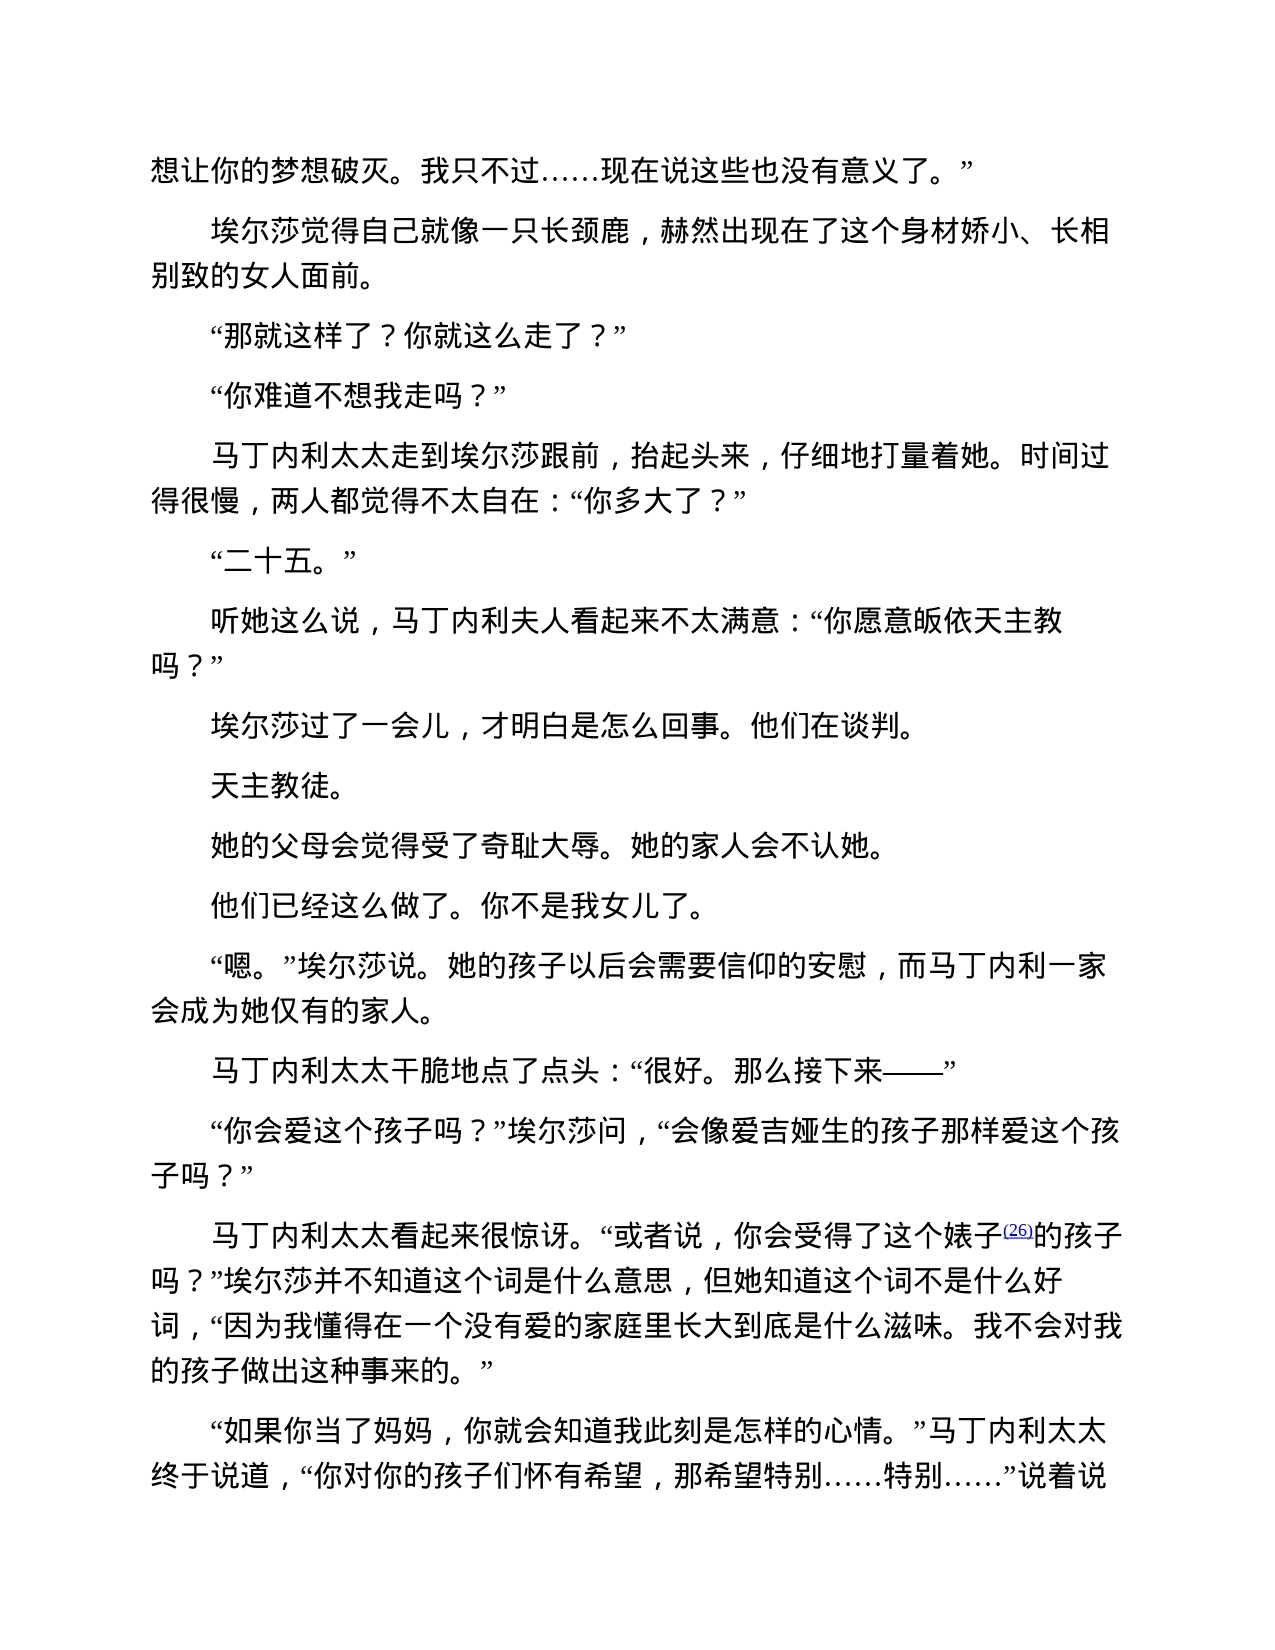 想让你的梦想破灭。我只不过……现在说这些也没有意义了。”
埃尔莎觉得自己就像一只长颈鹿，赫然出现在了这个身材娇小、长相
别致的女人面前。
“那就这样了？你就这么走了？”
“你难道不想我走吗？”
马丁内利太太走到埃尔莎跟前，抬起头来，仔细地打量着她。时间过
得很慢，两人都觉得不太自在：“你多大了？”
“二十五。”
听她这么说，马丁内利夫人看起来不太满意：“你愿意皈依天主教
吗？”
埃尔莎过了一会儿，才明白是怎么回事。他们在谈判。
天主教徒。
她的父母会觉得受了奇耻大辱。她的家人会不认她。
他们已经这么做了。你不是我女儿了。
“嗯。”埃尔莎说。她的孩子以后会需要信仰的安慰，而马丁内利一家
会成为她仅有的家人。
马丁内利太太干脆地点了点头：“很好。那么接下来——”
“你会爱这个孩子吗？”埃尔莎问，“会像爱吉娅生的孩子那样爱这个孩
子吗？”
马丁内利太太看起来很惊讶。“或者说，你会受得了这个婊子(26)的孩子
吗？”埃尔莎并不知道这个词是什么意思，但她知道这个词不是什么好
词，“因为我懂得在一个没有爱的家庭里长大到底是什么滋味。我不会对我
的孩子做出这种事来的。”
“如果你当了妈妈，你就会知道我此刻是怎样的心情。”马丁内利太太
终于说道，“你对你的孩子们怀有希望，那希望特别……特别……”说着说